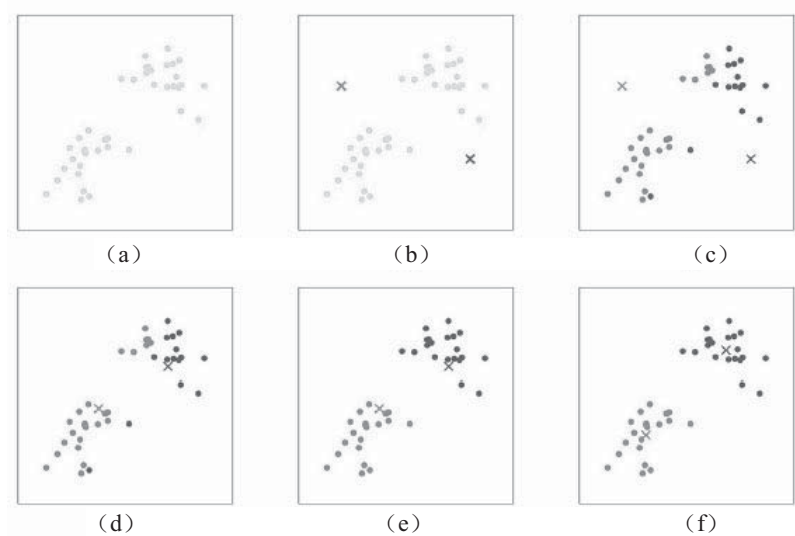 （a） （b） （c）
（d） （e） （f）